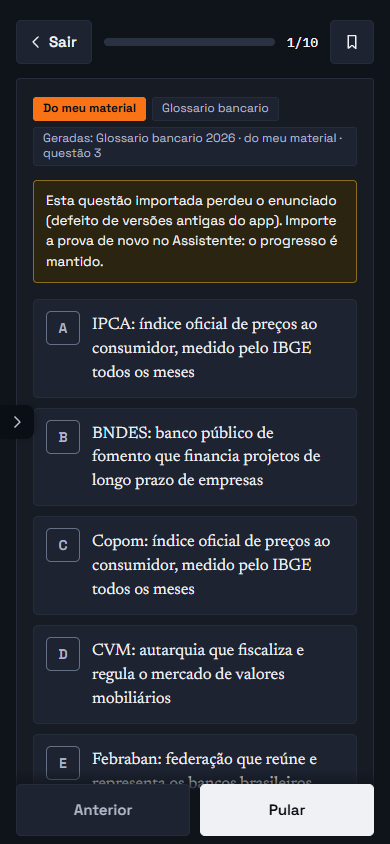 Sair
1/10
Do meu material
Glossario bancario
Geradas: Glossario bancario 2026 · do meu material ·
questão 3
Esta questão importada perdeu o enunciado
(defeito de versões antigas do app). Importe
a prova de novo no Assistente: o progresso é
mantido.
A
IPCA: índice oficial de preços ao
consumidor, medido pelo IBGE
todos os meses
B
BNDES: banco público de
fomento que financia projetos de
longo prazo de empresas
C
Copom: índice oficial de preços ao
consumidor, medido pelo IBGE
todos os meses
D
CVM: autarquia que fiscaliza e
regula o mercado de valores
mobiliários
E
Febraban: federação que reúne e
representa os bancos brasileiros
Anterior
Pular